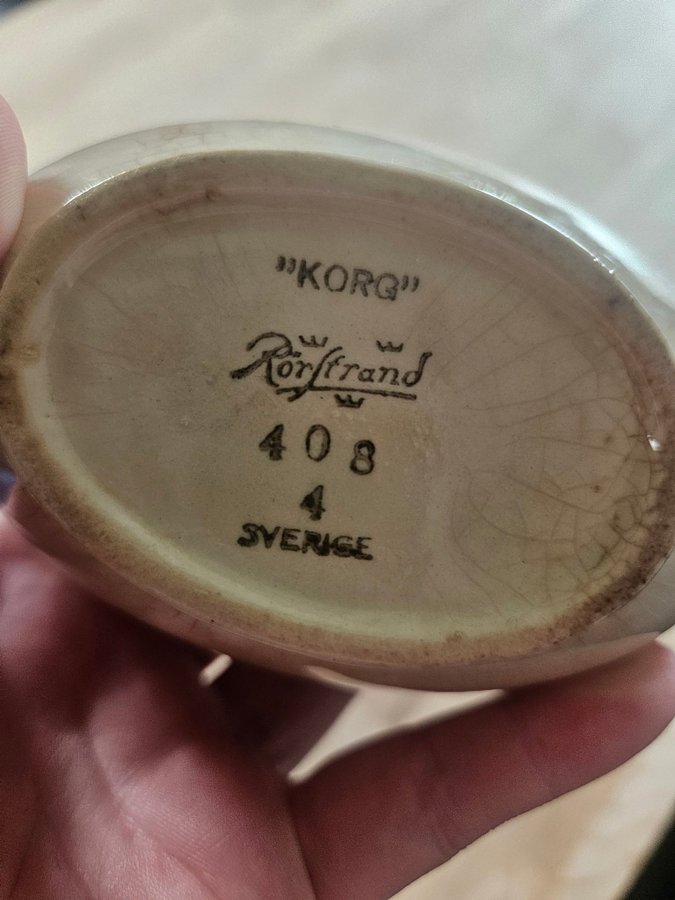 "KORG"
Rörstrand
408
4
SVERIGE